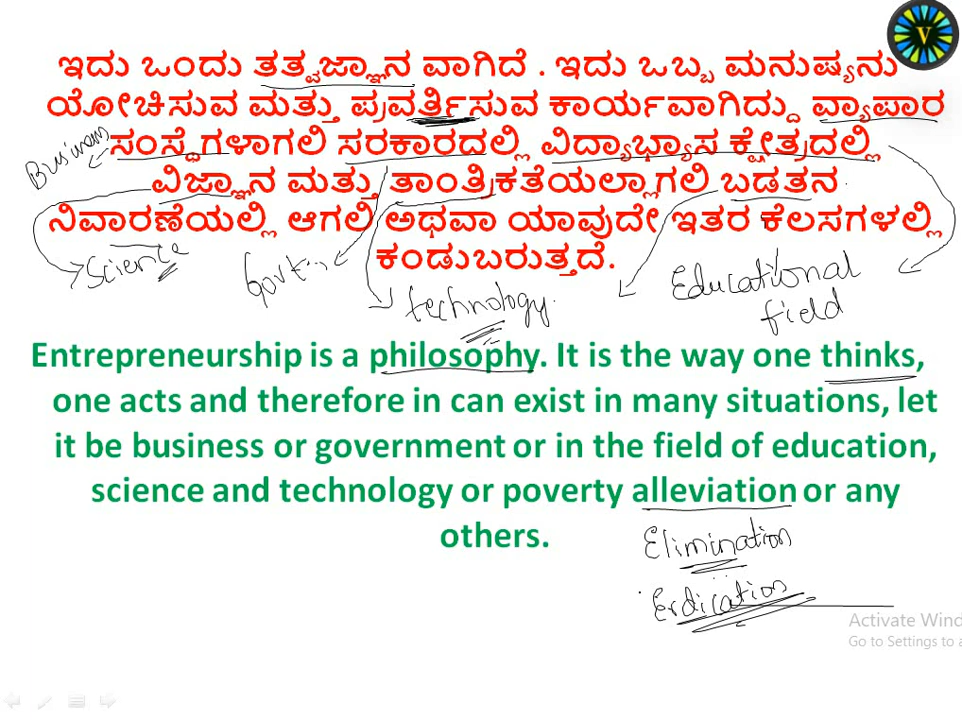 V
ಇದು ಒಂದು ತತ್ವಜ್ಞಾನ ವಾಗಿದೆ . ಇದು ಒಬ್ಬ ಮನುಷ್ಯನು
ಯೋಚಿಸುವ ಮತ್ತು ಪ್ರವರ್ತಿಸುವ ಕಾರ್ಯವಾಗಿದ್ದು ವ್ಯಾಪಾರ
ಸಂಸ್ಥೆಗಳಾಗಲಿ ಸರಕಾರದಲ್ಲಿ ವಿದ್ಯಾಭ್ಯಾಸ ಕ್ಷೇತ್ರದಲ್ಲಿ
Business
ವಿಜ್ಞಾನ ಮತ್ತು ತಾಂತ್ರಿಕತೆಯಲ್ಲಾಗಲಿ ಬಡತನ
ನಿವಾರಣೆಯಲ್ಲಿ ಆಗಲಿ ಅಥವಾ ಯಾವುದೇ ಇತರ ಕೆಲಸಗಳಲ್ಲಿ
ಕಂಡುಬರುತ್ತದೆ.
Science
Govt
technology
Educational
field
Entrepreneurship is a philosophy. It is the way one thinks,
one acts and therefore in can exist in many situations, let
it be business or government or in the field of education,
science and technology or poverty alleviation or any
others.
Elimination
Erdication
Activate Wind
Go to Settings to a